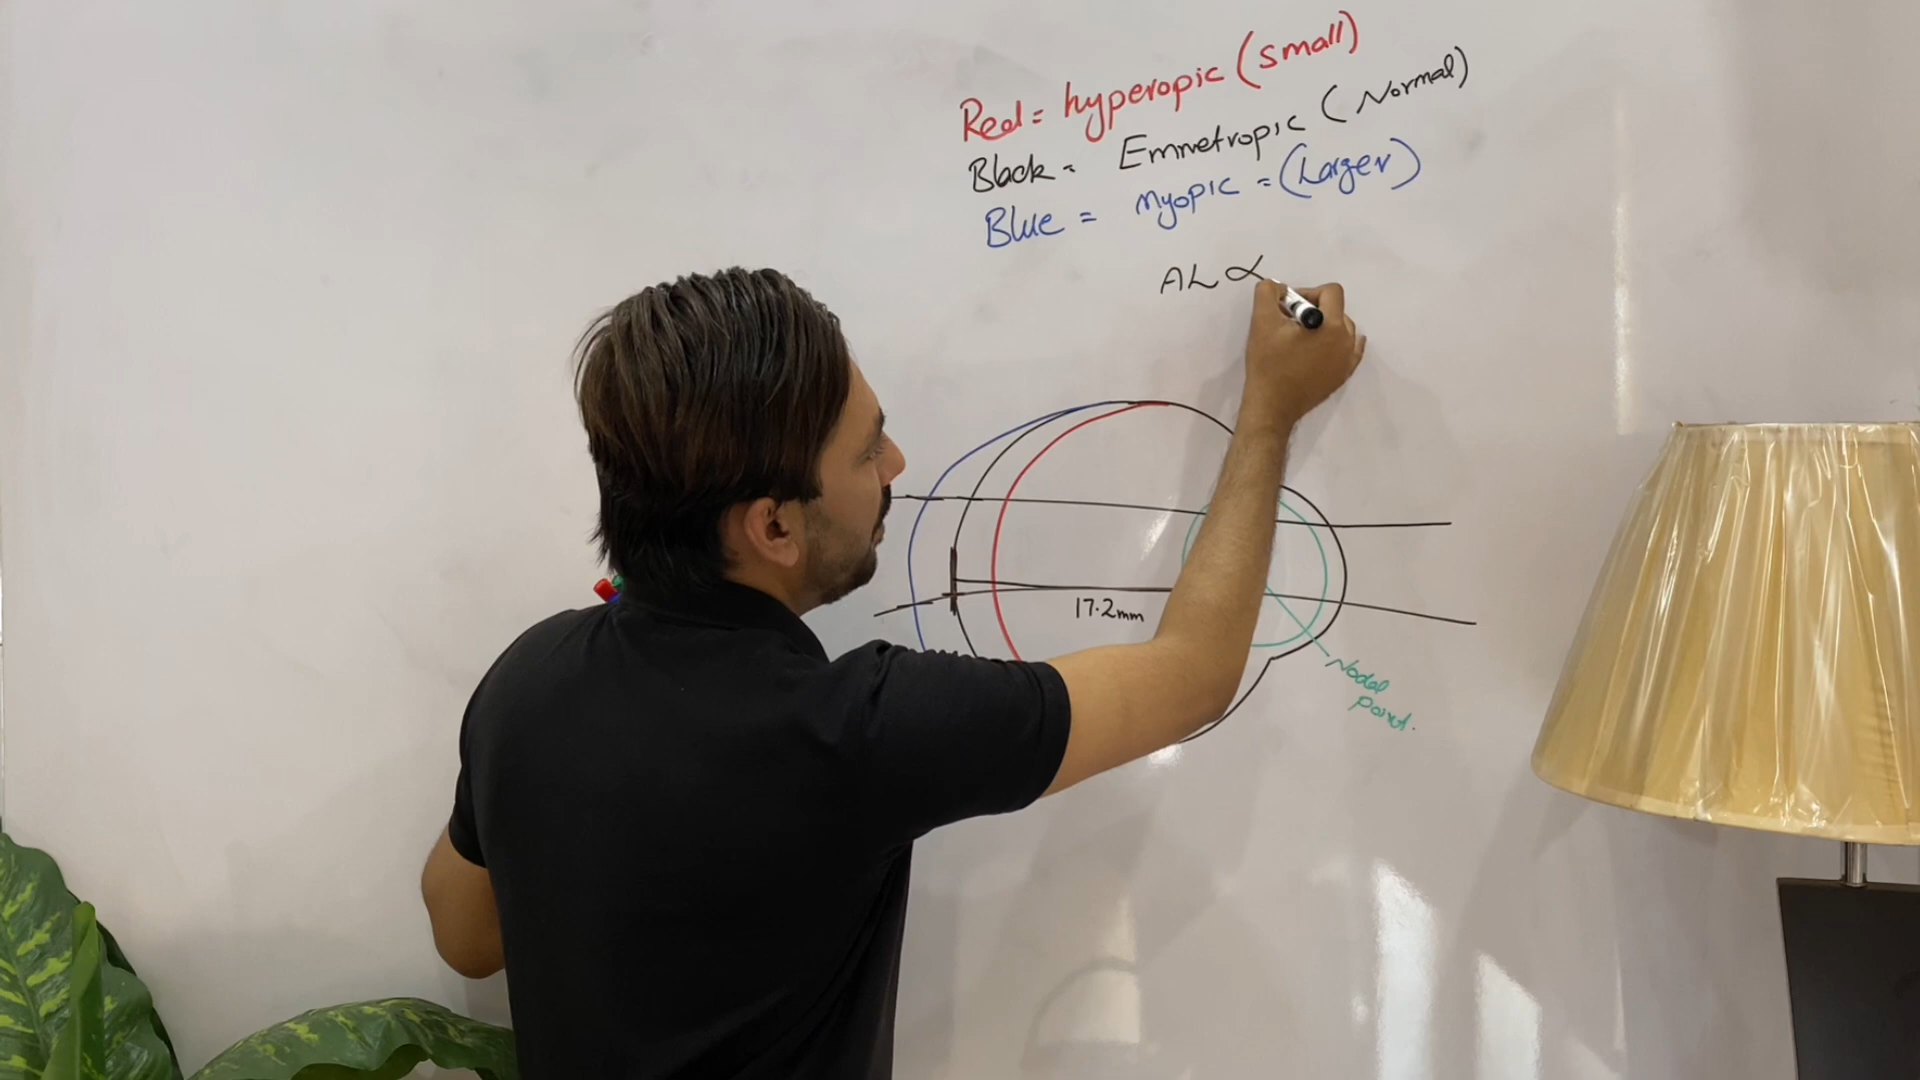 Red = hyperopic (small)
Black = Emmetropic (Normal)
Blue = myopic = (Larger)
AL ∝
17.2mm
Nodal
point.